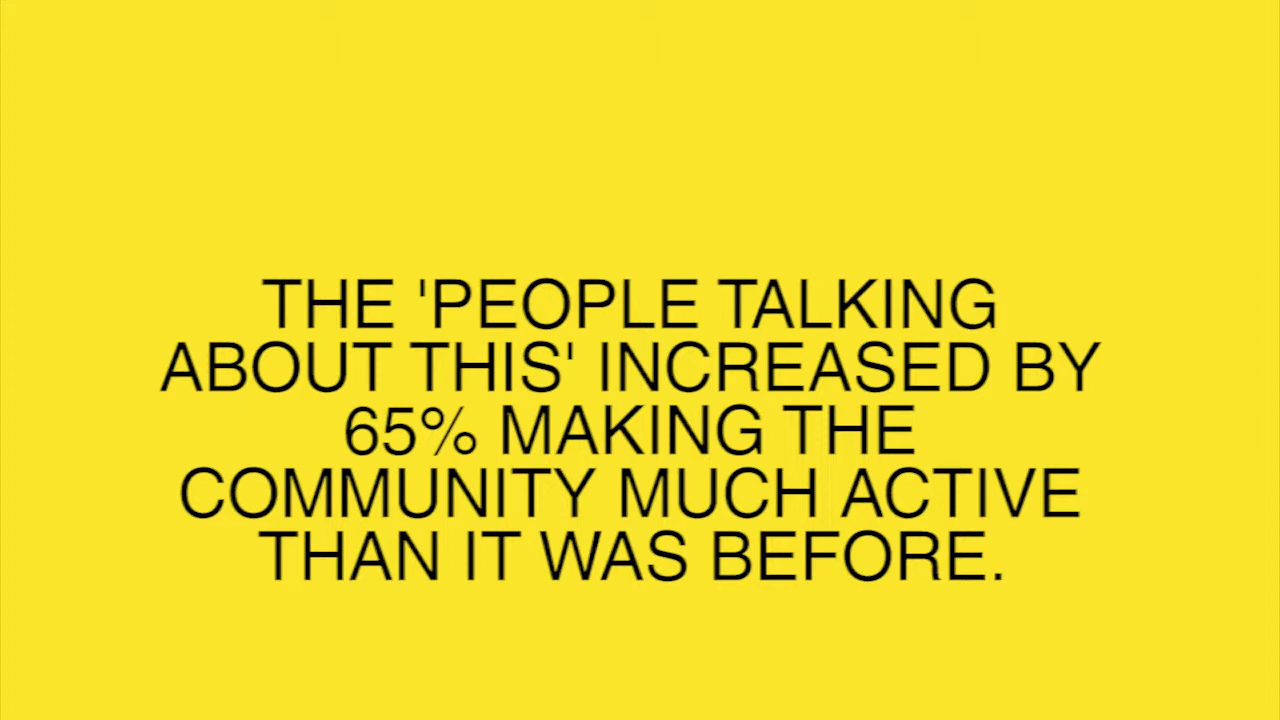 THE 'PEOPLE TALKING
ABOUT THIS' INCREASED BY
65% MAKING THE
COMMUNITY MUCH ACTIVE
THAN IT WAS BEFORE.